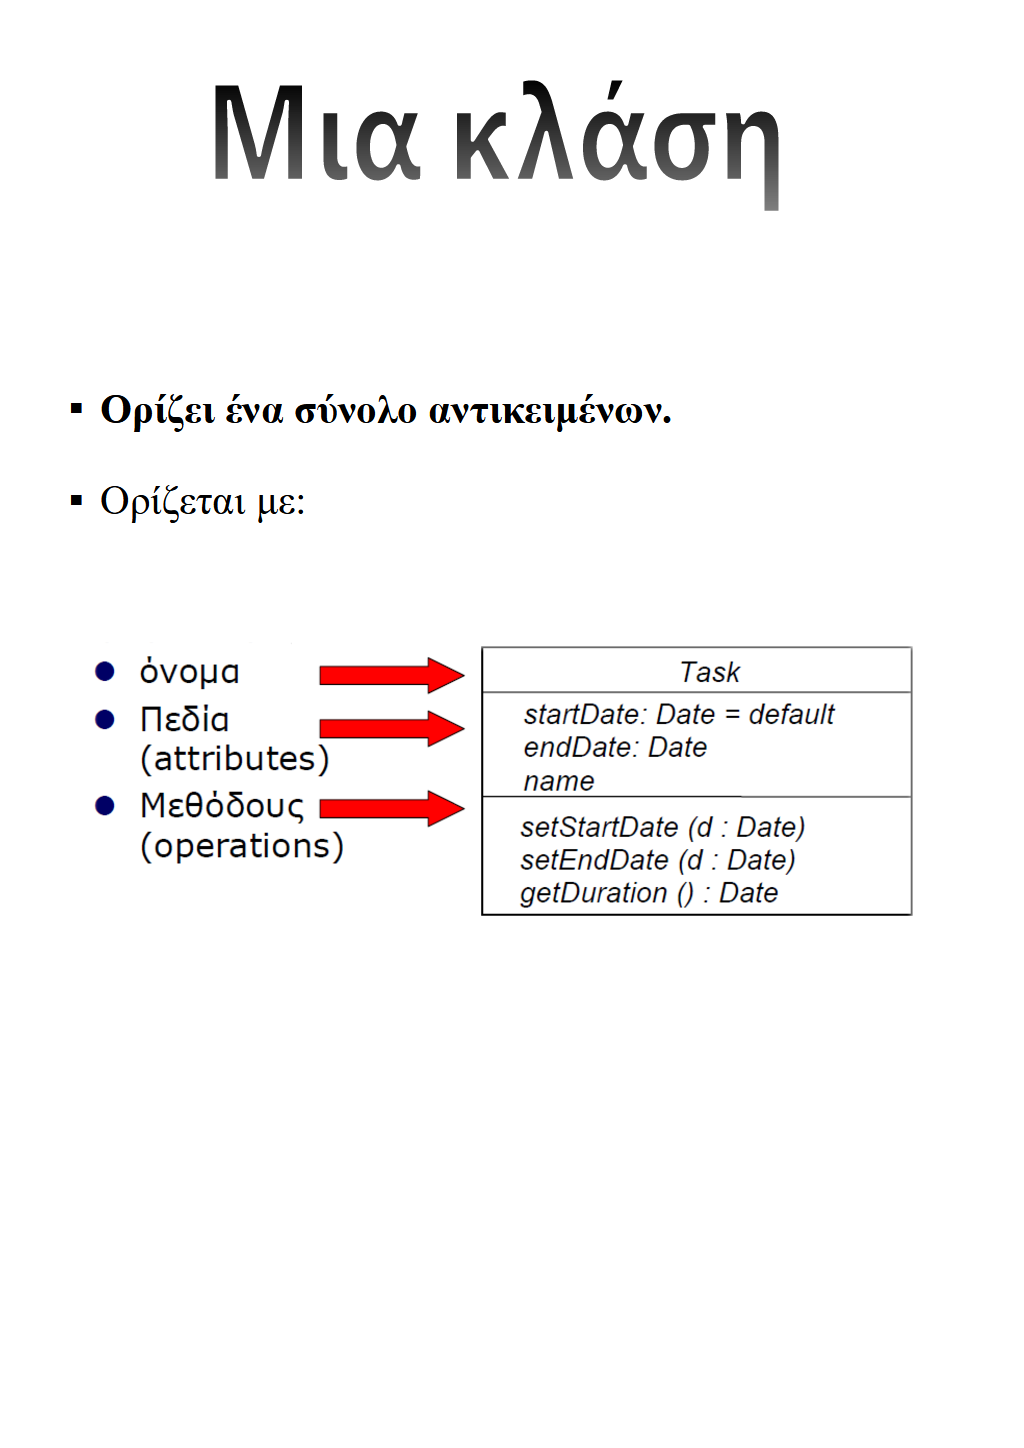 Μια κλάση
▪ Ορίζει ένα σύνολο αντικειμένων.
▪ Ορίζεται με:
● όνομα
● Πεδία
(attributes)
● Μεθόδους
(operations)
Task
startDate: Date = default
endDate: Date
name
setStartDate (d : Date)
setEndDate (d : Date)
getDuration () : Date